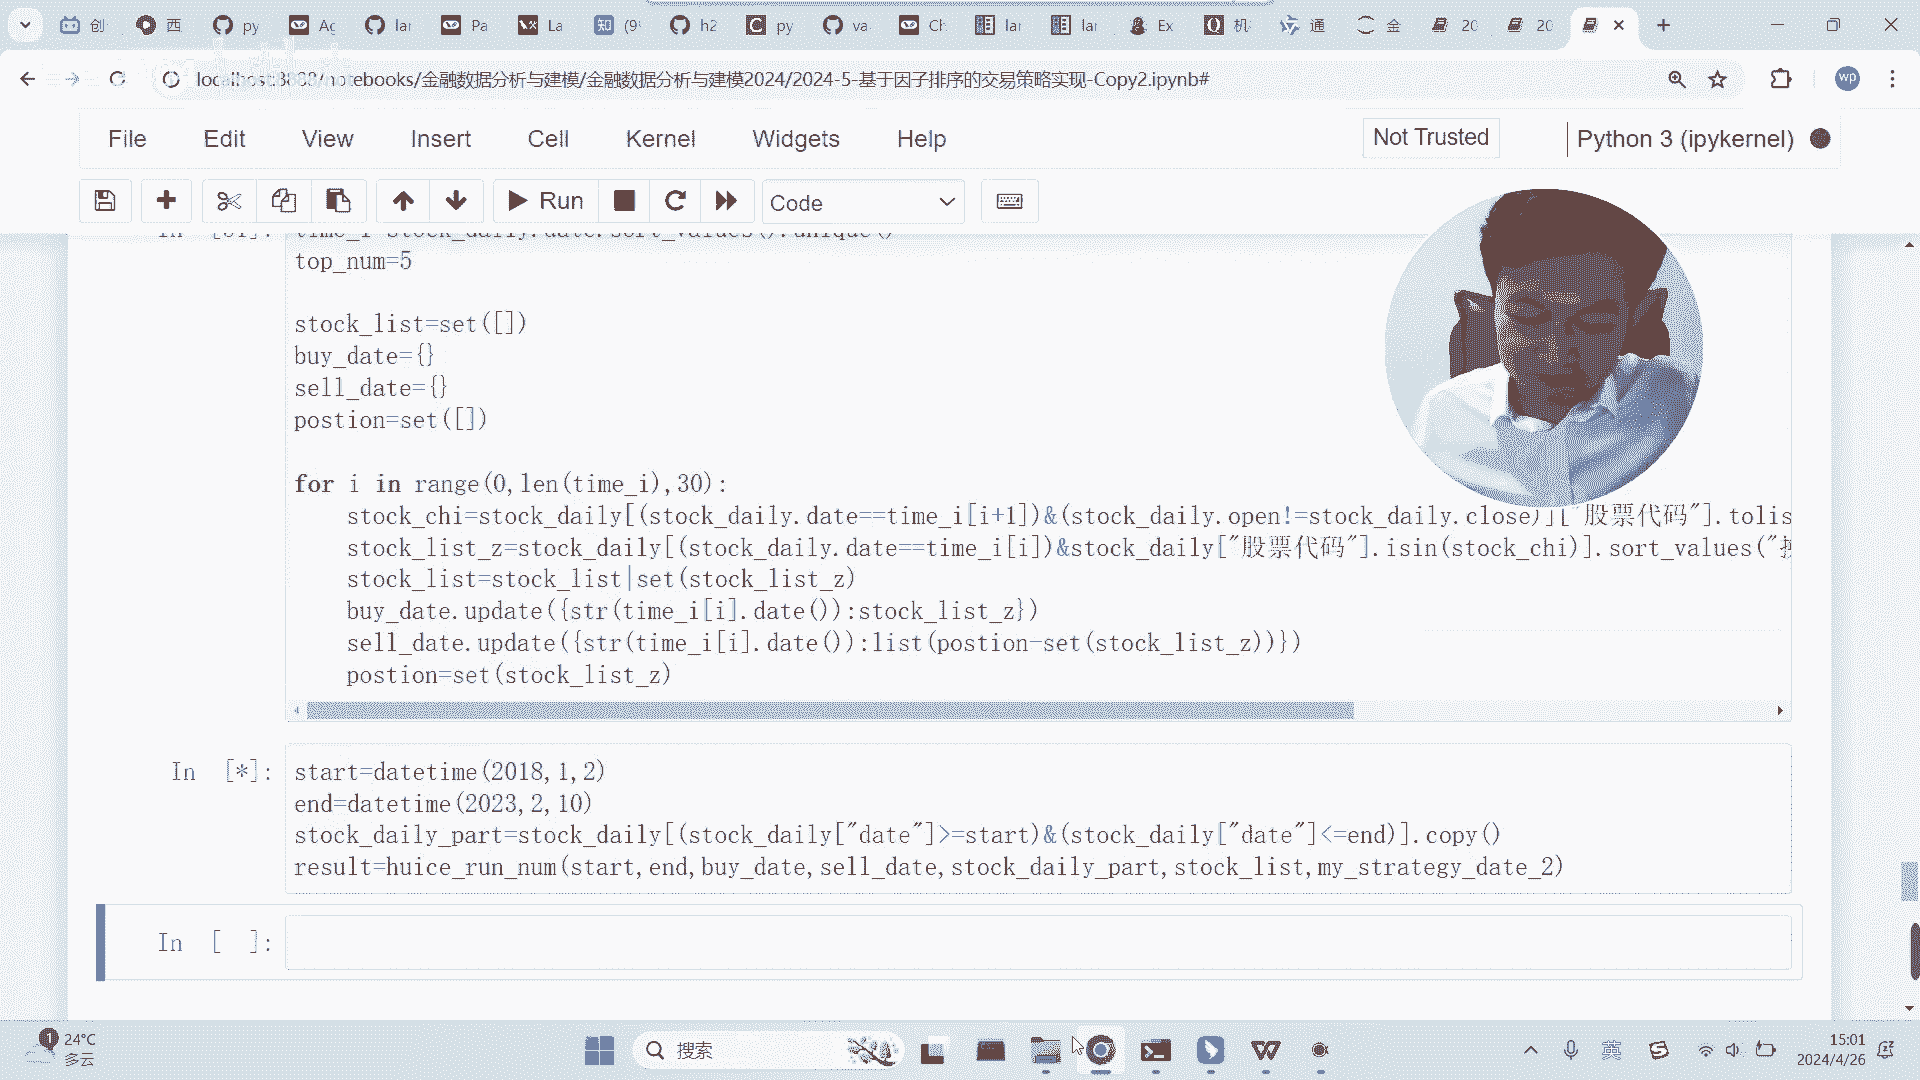 创
西
py
Ag
lar
Pa
La
知 (9
h2
py
va
Ch
lar
lar
Ex
机
通
金
20
20
localhost:8888/notebooks/金融数据分析与建模/金融数据分析与建模2024/2024-5-基于因子排序的交易策略实现-Copy2.ipynb#
wp
File Edit View Insert Cell Kernel Widgets Help
Not Trusted
Python 3 (ipykernel)
Run
Code
top_num=5
stock_list=set([])
buy_date={}
sell_date={}
postion=set([])
for i in range(0,len(time_i),30):
stock_chi=stock_daily[(stock_daily.date==time_i[i+1])&(stock_daily.open!=stock_daily.close)]["股票代码"].tolis
stock_list_z=stock_daily[(stock_daily.date==time_i[i])&stock_daily["股票代码"].isin(stock_chi)].sort_values("
stock_list=stock_list|set(stock_list_z)
buy_date.update({str(time_i[i].date()):stock_list_z})
sell_date.update({str(time_i[i].date()):list(postion-set(stock_list_z))})
postion=set(stock_list_z)
In [*]:
start=datetime(2018,1,2)
end=datetime(2023,2,10)
stock_daily_part=stock_daily[(stock_daily["date"]>=start)&(stock_daily["date"]<=end)].copy()
result=huice_run_num(start,end,buy_date,sell_date,stock_daily_part,stock_list,my_strategy_date_2)
In [ ]:
1
24°C
多云
搜索
英
15:01
2024/4/26